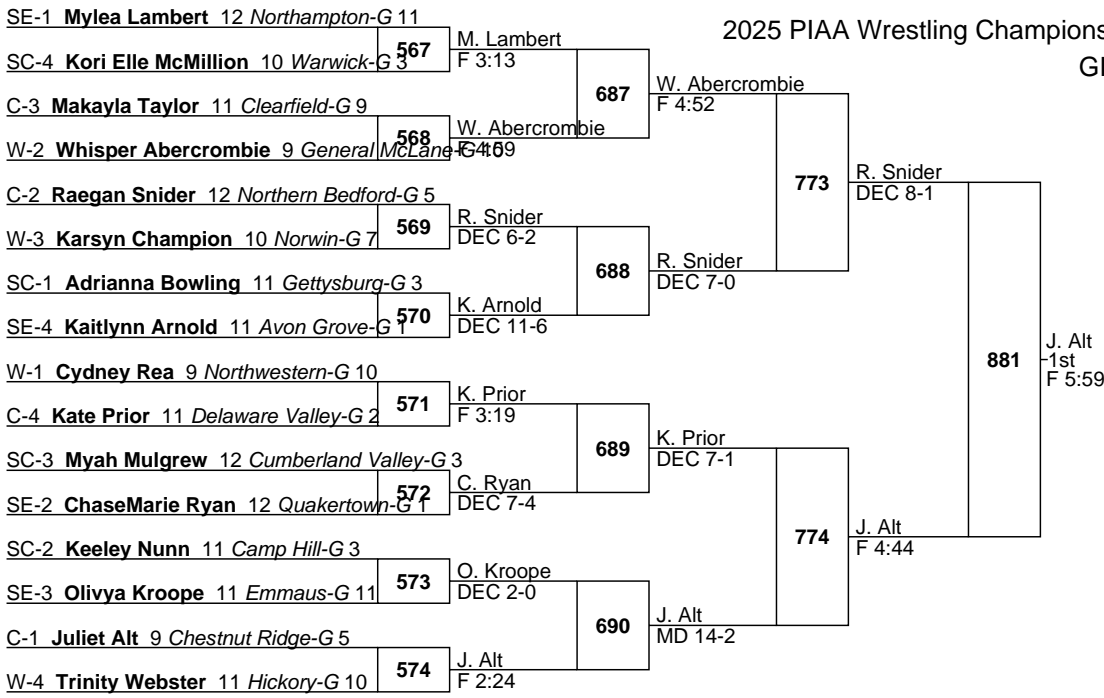 2025 PIAA Wrestling Champions
SE-1 Mylea Lambert 12 Northampton-G 11
567
M. Lambert
F 3:13
SC-4 Kori Elle McMillion 10 Warwick-G 3
687
W. Abercrombie
F 4:52
C-3 Makayla Taylor 11 Clearfield-G 9
568
W. Abercrombie
F 4:59
W-2 Whisper Abercrombie 9 General McLane-G 10
773
R. Snider
DEC 8-1
C-2 Raegan Snider 12 Northern Bedford-G 5
569
R. Snider
DEC 6-2
W-3 Karsyn Champion 10 Norwin-G 7
688
R. Snider
DEC 7-0
SC-1 Adrianna Bowling 11 Gettysburg-G 3
570
K. Arnold
DEC 11-6
SE-4 Kaitlynn Arnold 11 Avon Grove-G 1
881
J. Alt
1st
F 5:59
W-1 Cydney Rea 9 Northwestern-G 10
571
K. Prior
F 3:19
C-4 Kate Prior 11 Delaware Valley-G 2
689
K. Prior
DEC 7-1
SC-3 Myah Mulgrew 12 Cumberland Valley-G 3
572
C. Ryan
DEC 7-4
SE-2 ChaseMarie Ryan 12 Quakertown-G 1
774
J. Alt
F 4:44
SC-2 Keeley Nunn 11 Camp Hill-G 3
573
O. Kroope
DEC 2-0
SE-3 Olivya Kroope 11 Emmaus-G 11
690
J. Alt
MD 14-2
C-1 Juliet Alt 9 Chestnut Ridge-G 5
574
J. Alt
F 2:24
W-4 Trinity Webster 11 Hickory-G 10